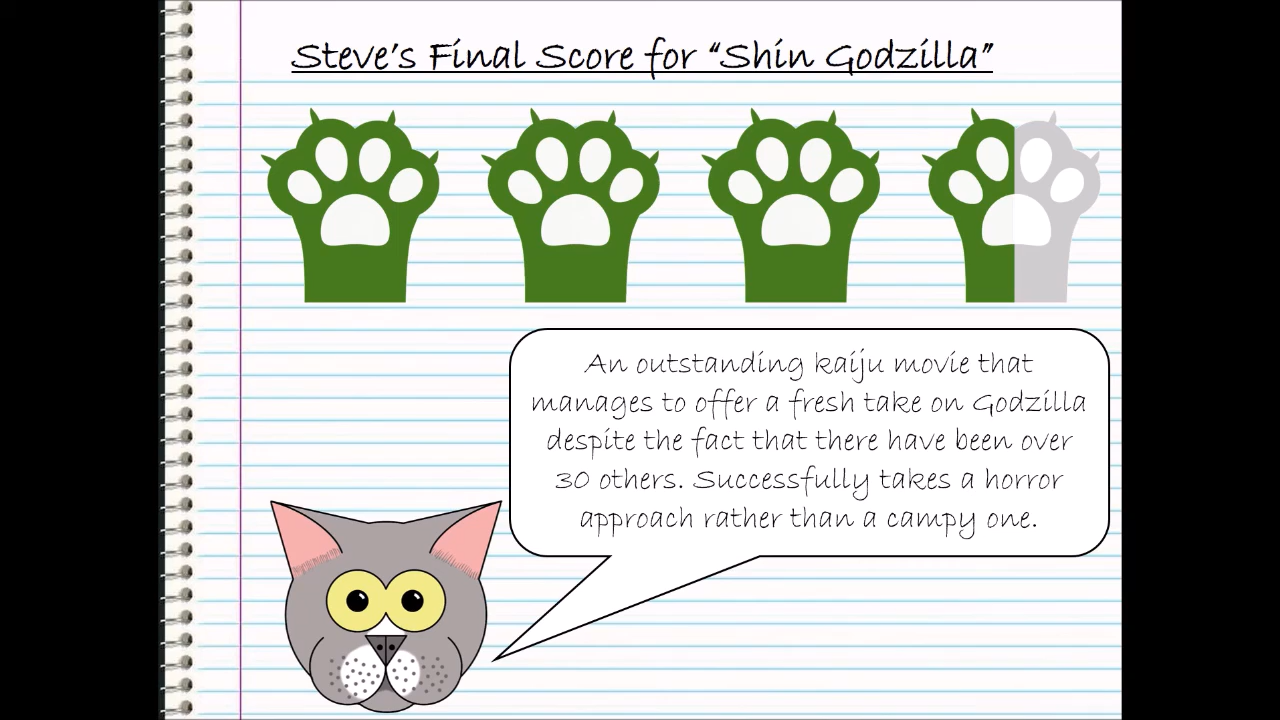 Steve's Final Score for "Shin Godzilla"
An outstanding kaiju movie that
manages to offer a fresh take on Godzilla
despite the fact that there have been over
30 others. Successfully takes a horror
approach rather than a campy one.